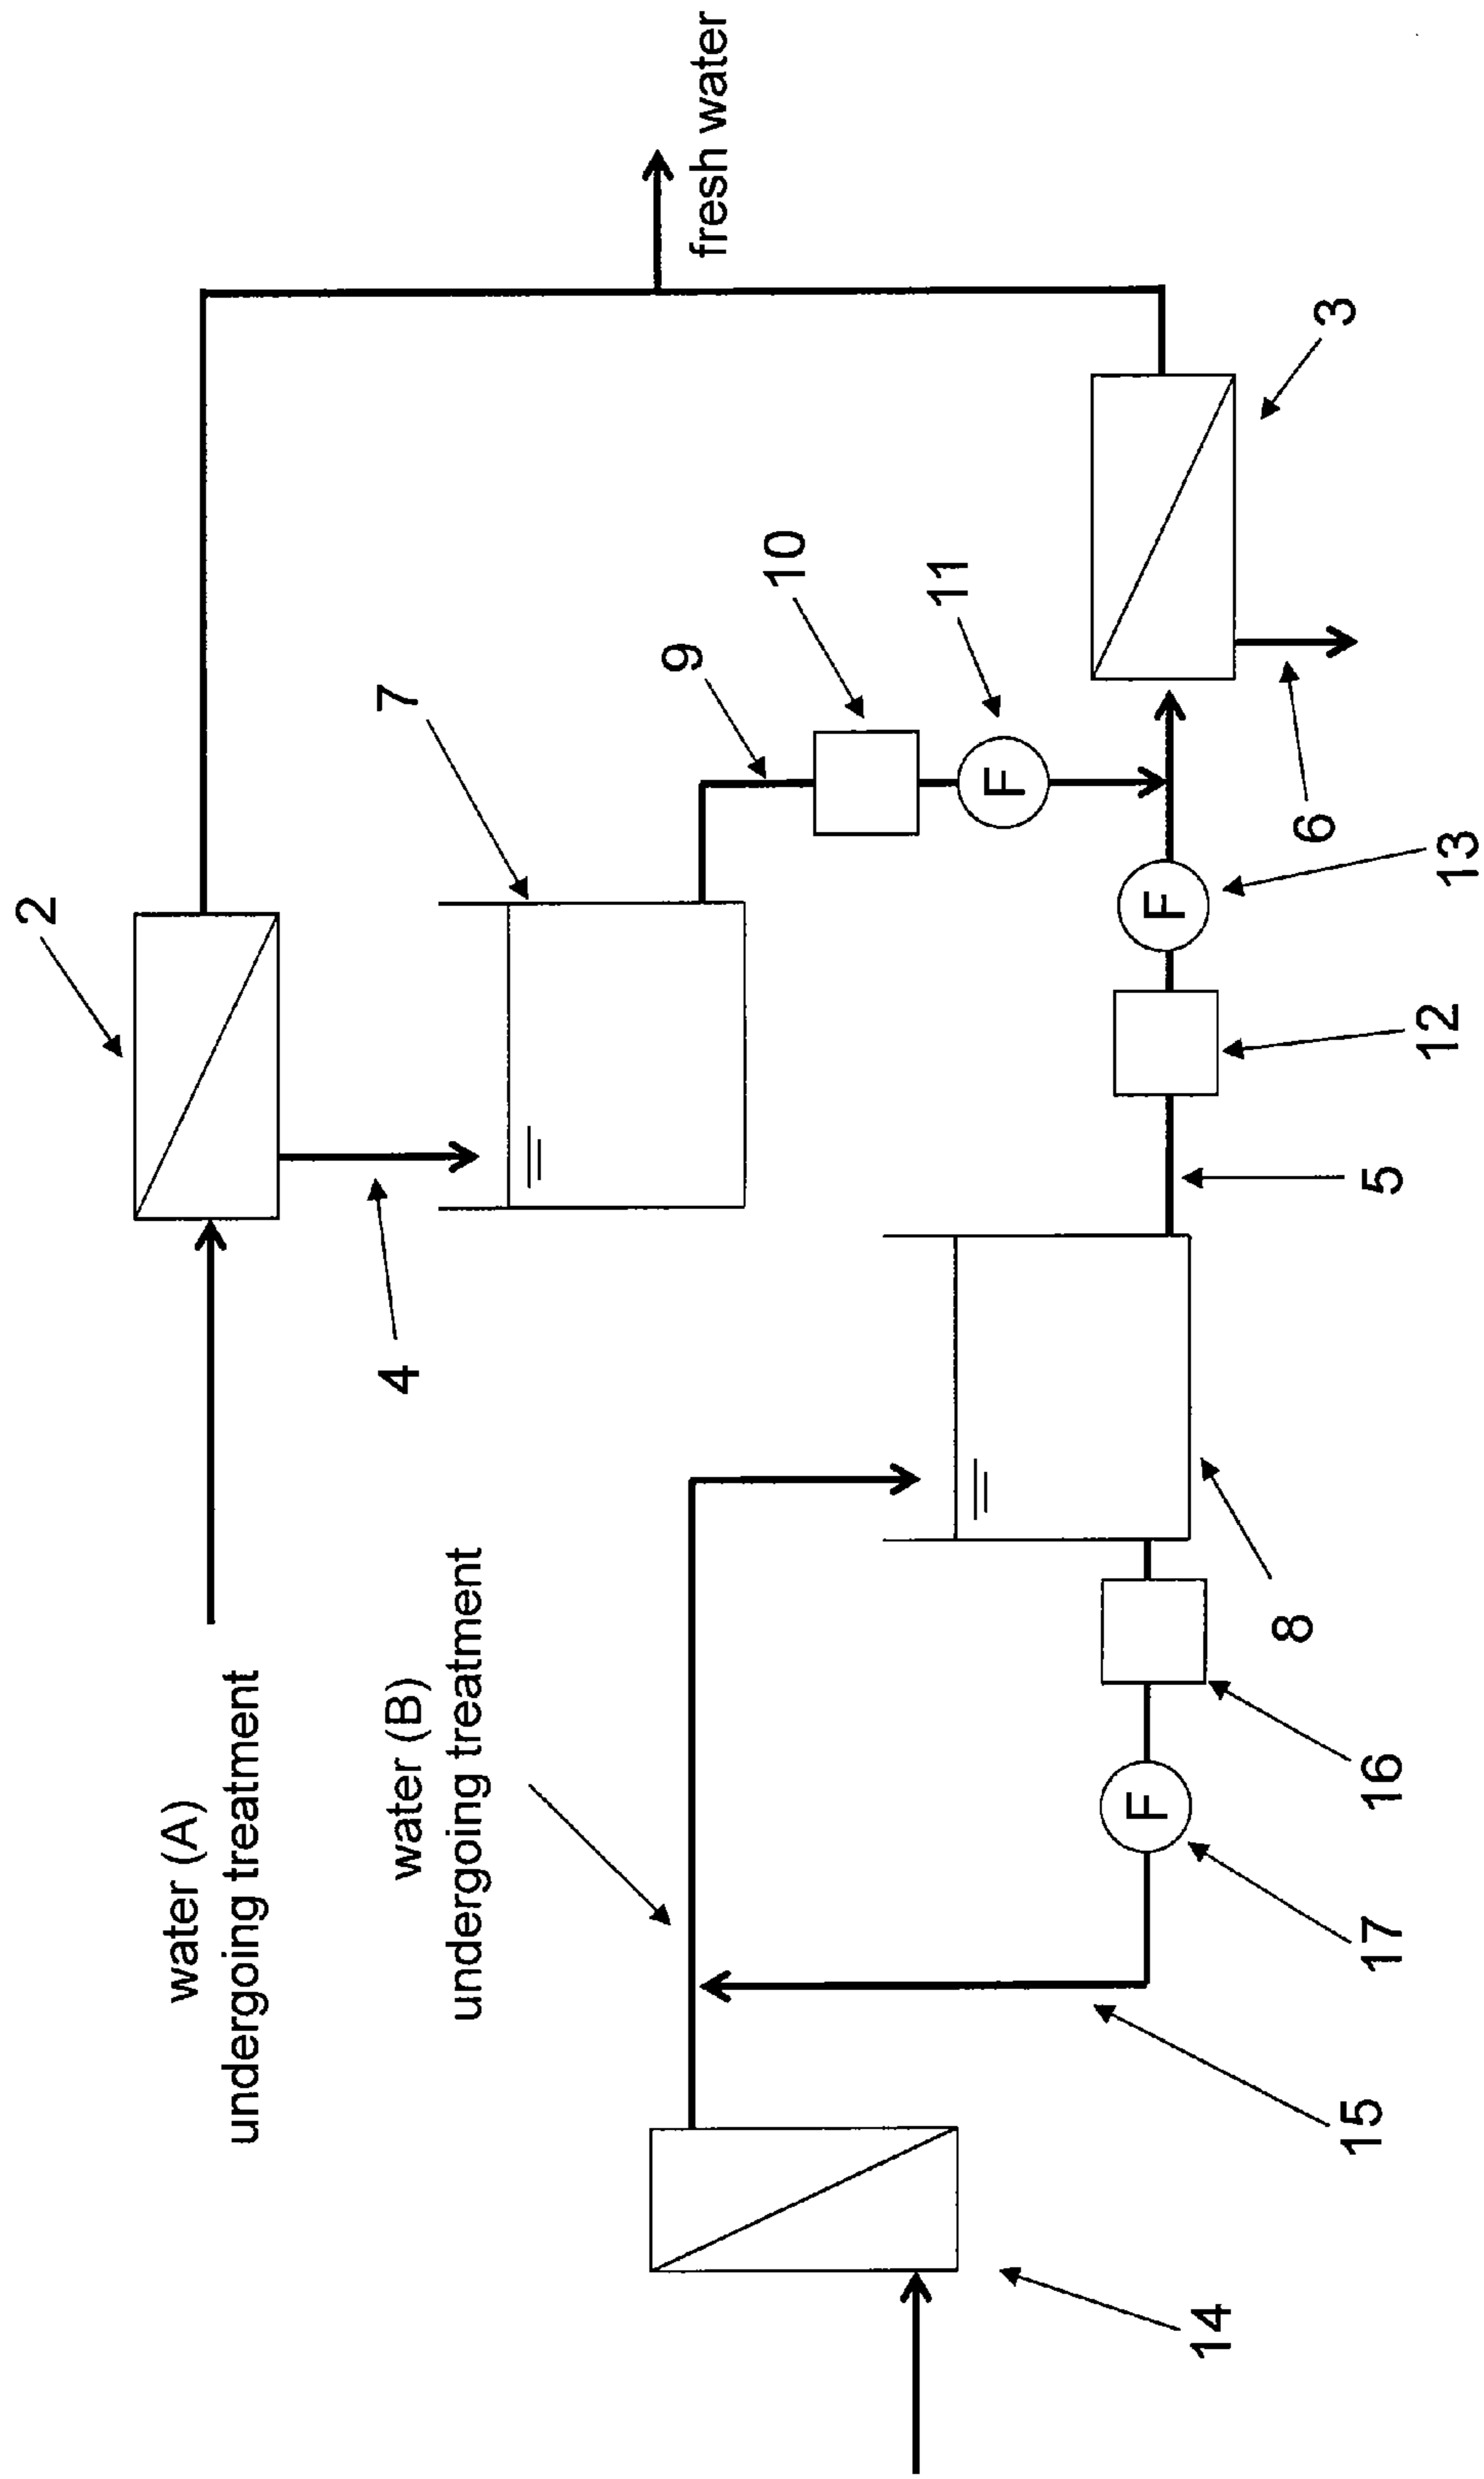 2
water (A)
undergoing treatment
4
7
fresh water
water (B)
undergoing treatment
9
10
F
11
3
14
15
F
17
16
8
5
12
F
13
6